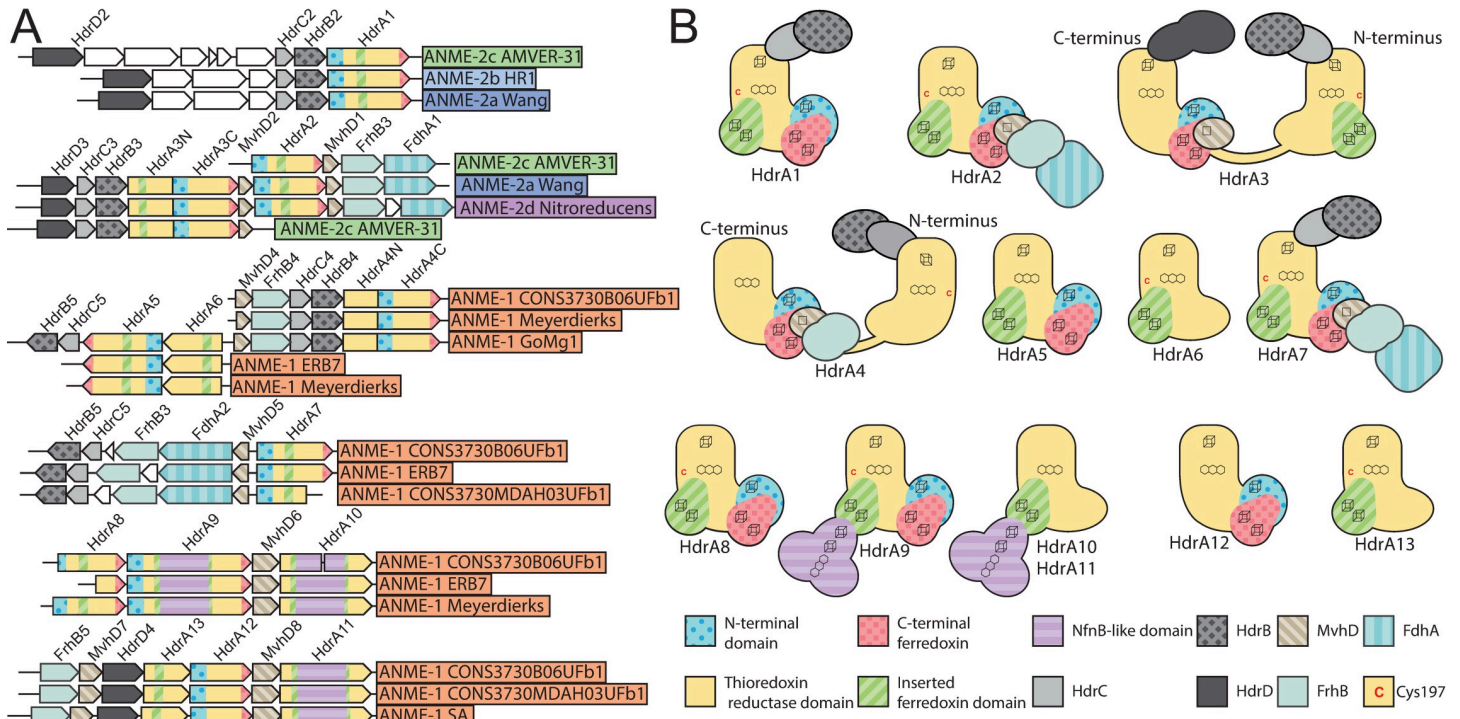 A
HdrD2
HdrC2
HdrB2
HdrA1
ANME-2c AMVER-31
ANME-2b HR1
ANME-2a Wang
HdrD3
HdrC3
HdrB3
HdrA3N
HdrA3C
MvhD2
HdrA2
MvhD1
FrhB3
FdhA1
ANME-2c AMVER-31
ANME-2a Wang
ANME-2d Nitroreducens
ANME-2c AMVER-31
MvhD4
FrhB4
HdrC4
HdrB4
HdrA4N
HdrA4C
HdrB5
HdrC5
HdrA5
HdrA6
ANME-1 CONS3730B06UFb1
ANME-1 Meyerdierks
ANME-1 GoMg1
ANME-1 ERB7
ANME-1 Meyerdierks
HdrB5
HdrC5
FrhB3
FdhA2
MvhD5
HdrA7
ANME-1 CONS3730B06UFb1
ANME-1 ERB7
ANME-1 CONS3730MDAH03UFb1
HdrA8
HdrA9
MvhD6
HdrA10
ANME-1 CONS3730B06UFb1
ANME-1 ERB7
ANME-1 Meyerdierks
FrhB5
MvhD7
HdrD4
HdrA13
HdrA12
MvhD8
HdrA11
ANME-1 CONS3730B06UFb1
ANME-1 CONS3730MDAH03UFb1
ANME-1 SA
B
C-terminus
N-terminus
C
C
C
HdrA1
HdrA2
HdrA3
C-terminus
N-terminus
C
C
C
HdrA4
HdrA5
HdrA6
HdrA7
C
C
C
HdrA8
HdrA9
HdrA10
HdrA11
HdrA12
HdrA13
N-terminal
domain
C-terminal
ferredoxin
NfnB-like domain
HdrB
MvhD
FdhA
Thioredoxin
reductase domain
Inserted
ferredoxin domain
HdrC
HdrD
FrhB
C
Cys197